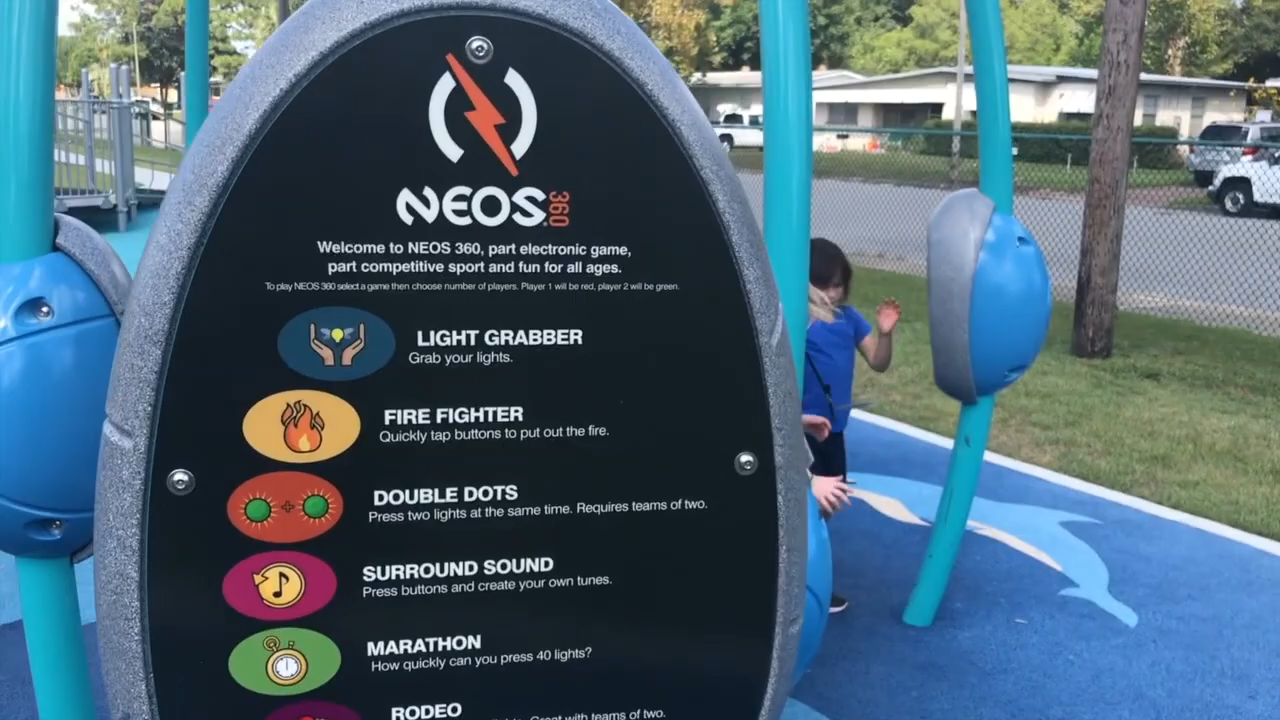 NEOS 360
Welcome to NEOS 360, part electronic game,
part competitive sport and fun for all ages.
To play NEOS 360 select a game then choose number of players. Player 1 will be red, player 2 will be green.
LIGHT GRABBER
Grab your lights.
FIRE FIGHTER
Quickly tap buttons to put out the fire.
DOUBLE DOTS
Press two lights at the same time. Requires teams of two.
SURROUND SOUND
Press buttons and create your own tunes.
MARATHON
How quickly can you press 40 lights?
RODEO
Great with teams of two.